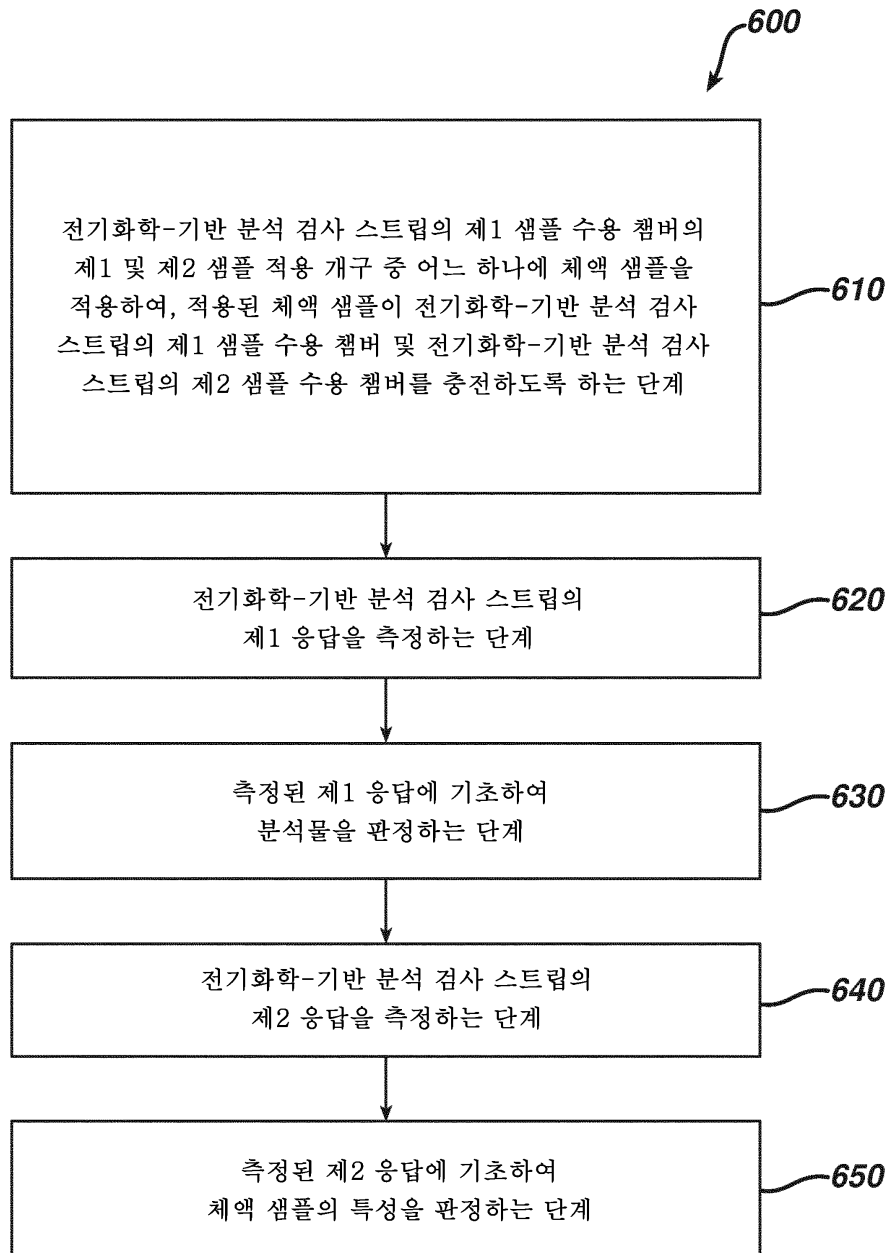 600
전기화학-기반 분석 검사 스트립의 제1 샘플 수용 챔버의
제1 및 제2 샘플 적용 개구 중 어느 하나에 체액 샘플을
적용하여, 적용된 체액 샘플이 전기화학-기반 분석 검사
스트립의 제1 샘플 수용 챔버 및 전기화학-기반 분석 검사
스트립의 제2 샘플 수용 챔버를 충전하도록 하는 단계
610
전기화학-기반 분석 검사 스트립의
제1 응답을 측정하는 단계
620
측정된 제1 응답에 기초하여
분석물을 판정하는 단계
630
전기화학-기반 분석 검사 스트립의
제2 응답을 측정하는 단계
640
측정된 제2 응답에 기초하여
체액 샘플의 특성을 판정하는 단계
650